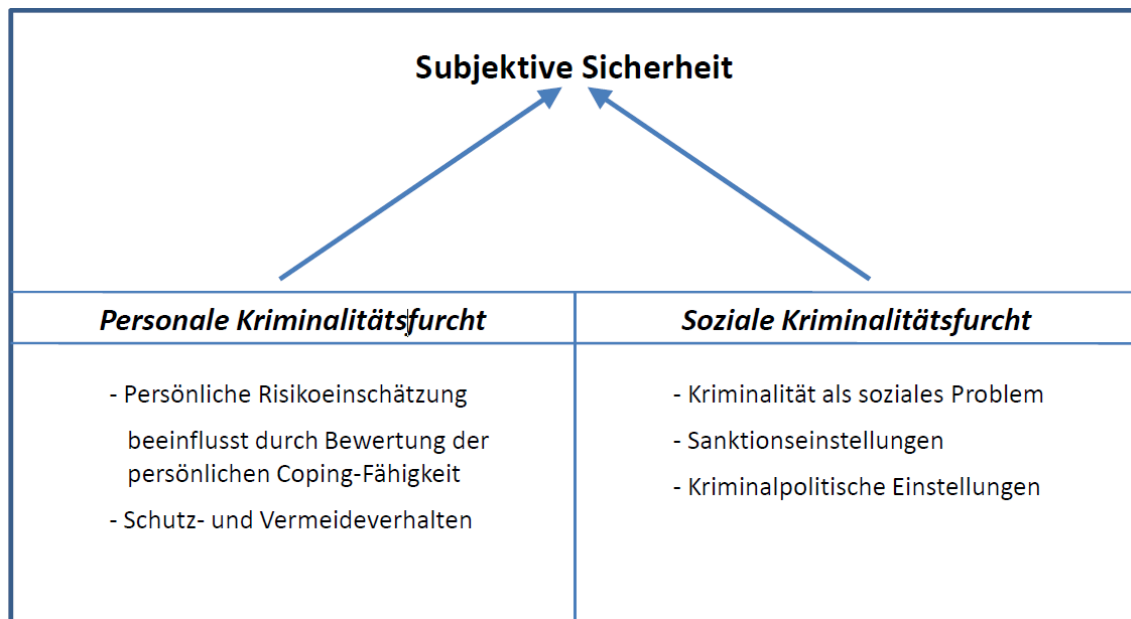 Subjektive Sicherheit
Personale Kriminalitätsfurcht
Soziale Kriminalitätsfurcht
- Persönliche Risikoeinschätzung
beeinflusst durch Bewertung der
persönlichen Coping-Fähigkeit
- Schutz- und Vermeideverhalten
- Kriminalität als soziales Problem
- Sanktionseinstellungen
- Kriminalpolitische Einstellungen